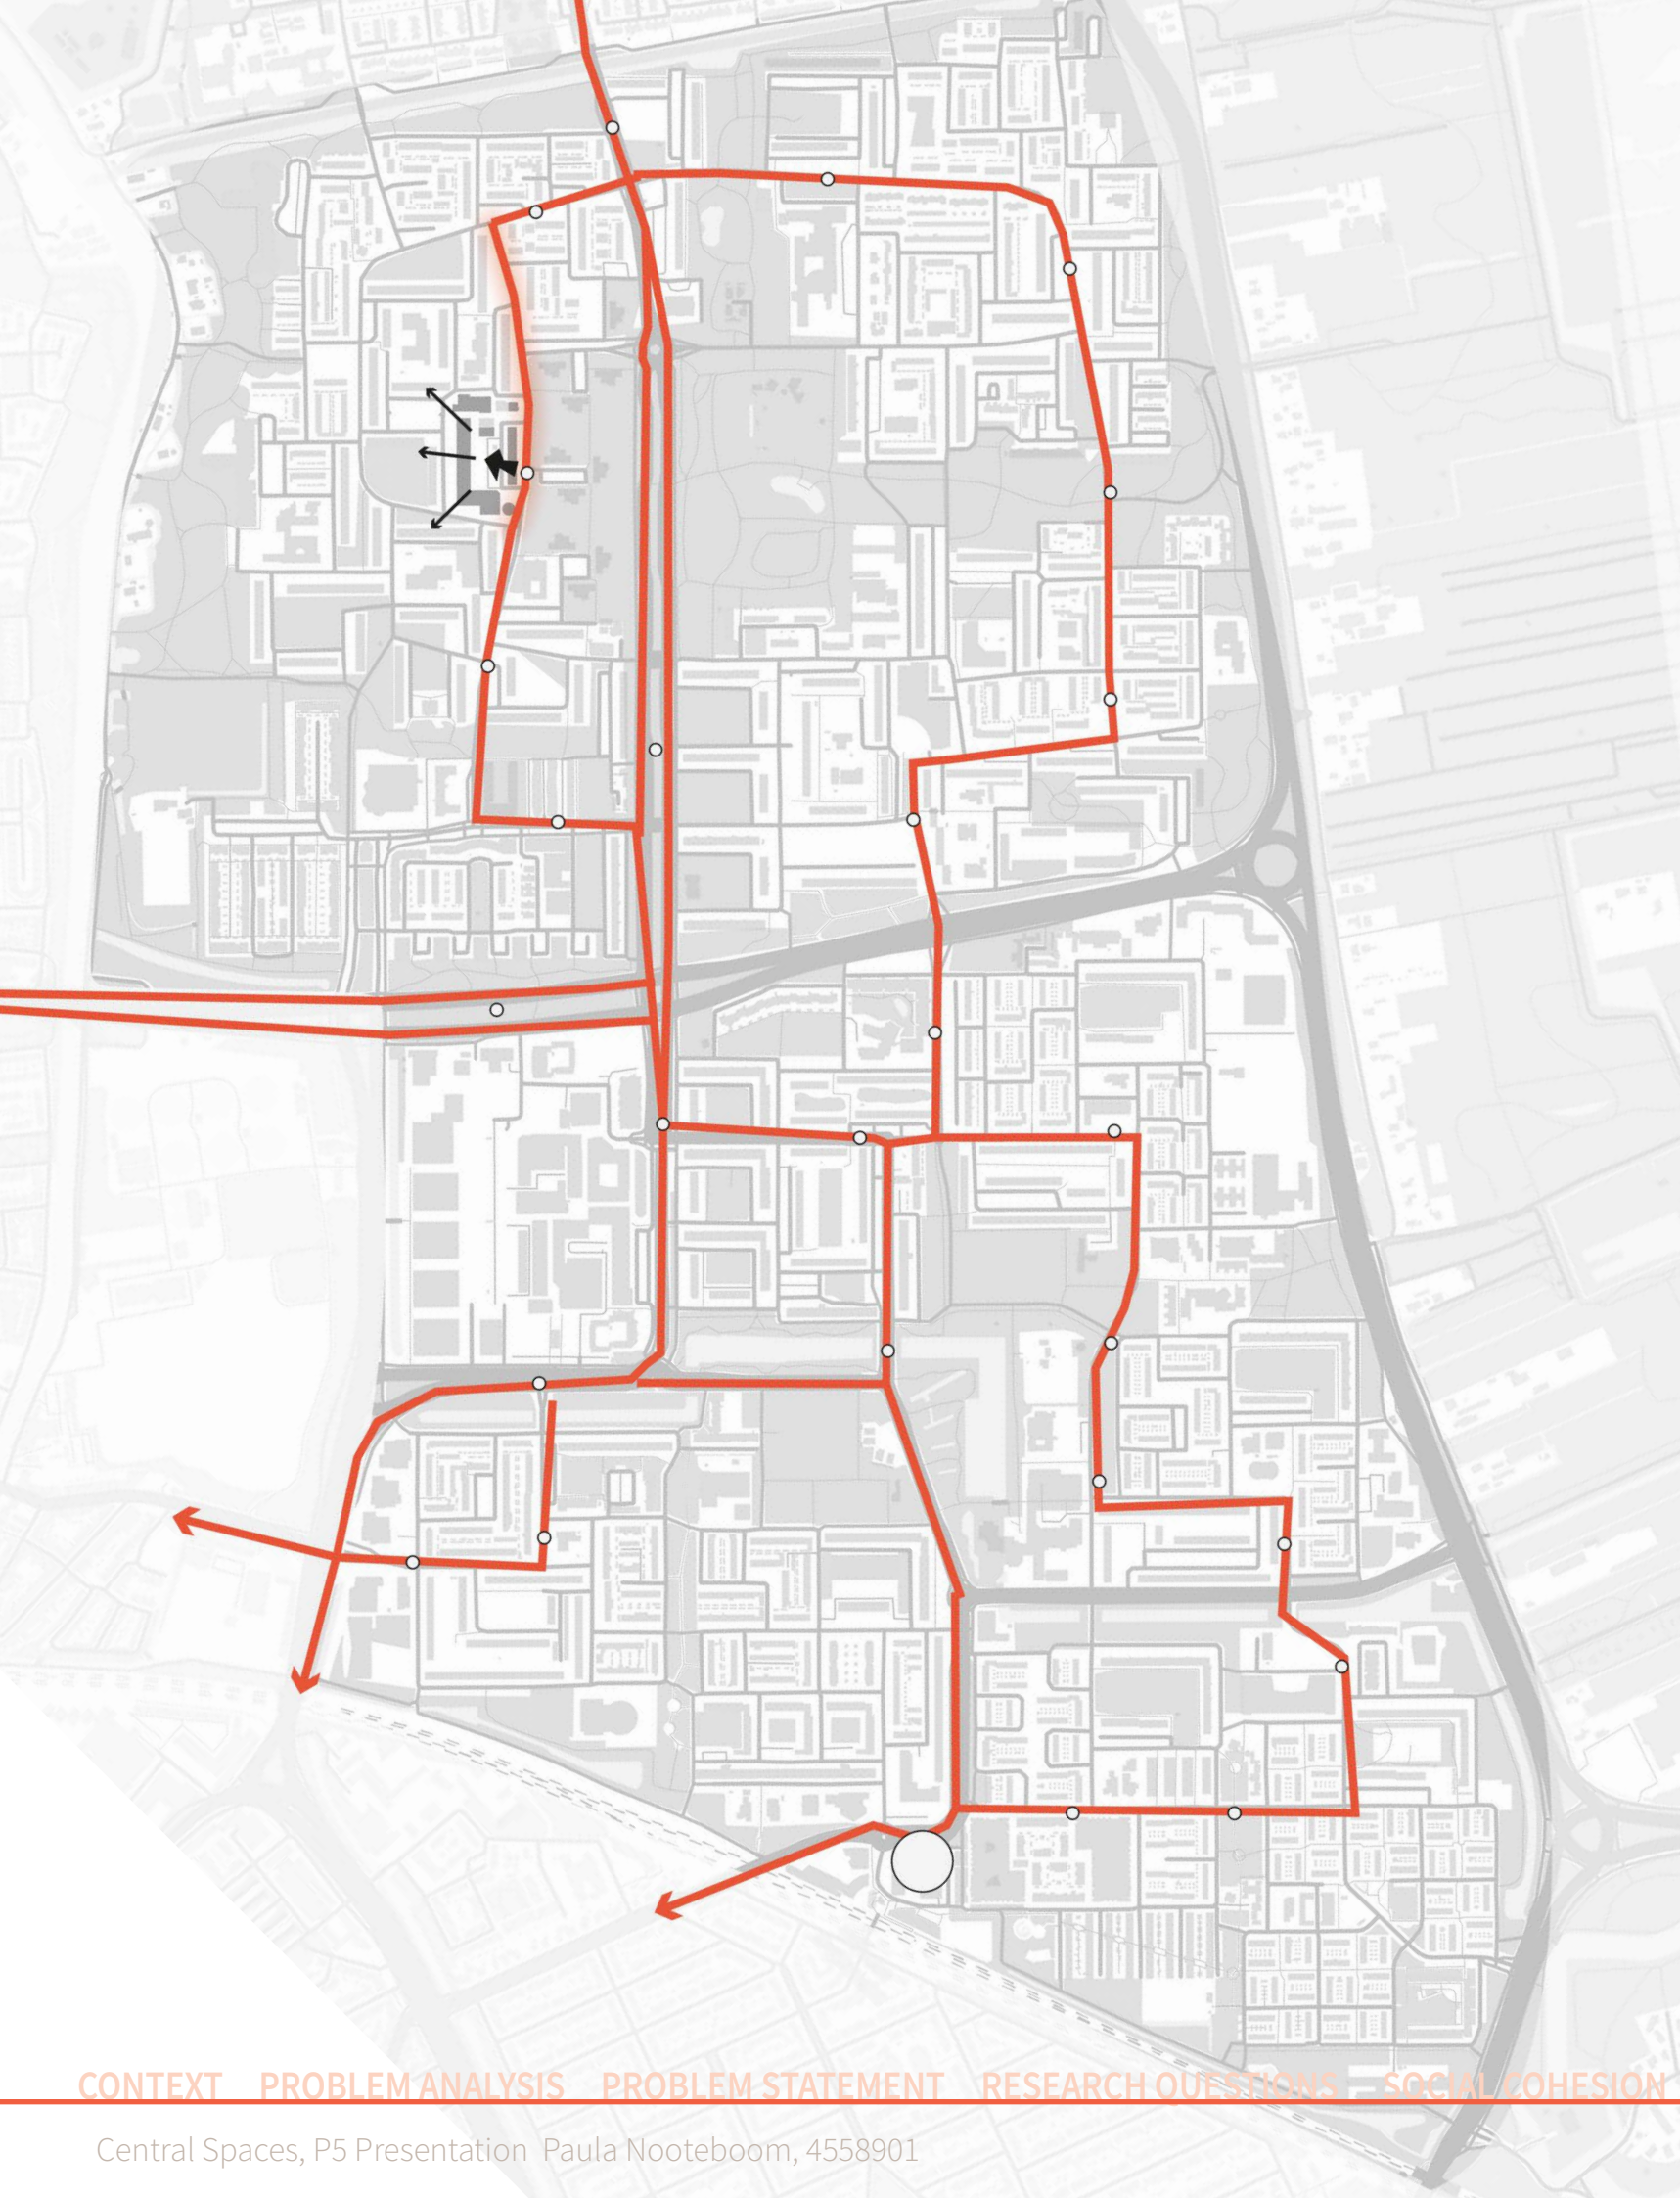 CONTEXT PROBLEM ANALYSIS PROBLEM STATEMENT RESEARCH QUESTIONS SOCIAL COHESION
Central Spaces, P5 Presentation Paula Nooteboom, 4558901